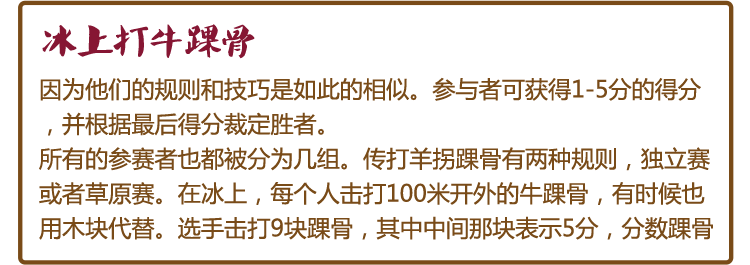 冰上打牛踝骨
因为他们的规则和技巧是如此的相似。参与者可获得1-5分的得分
，并根据最后得分裁定胜者。
所有的参赛者也都被分为几组。传打羊拐踝骨有两种规则，独立赛
或者草原赛。在冰上，每个人击打100米开外的牛踝骨，有时候也
用木块代替。选手击打9块踝骨，其中中间那块表示5分，分数踝骨